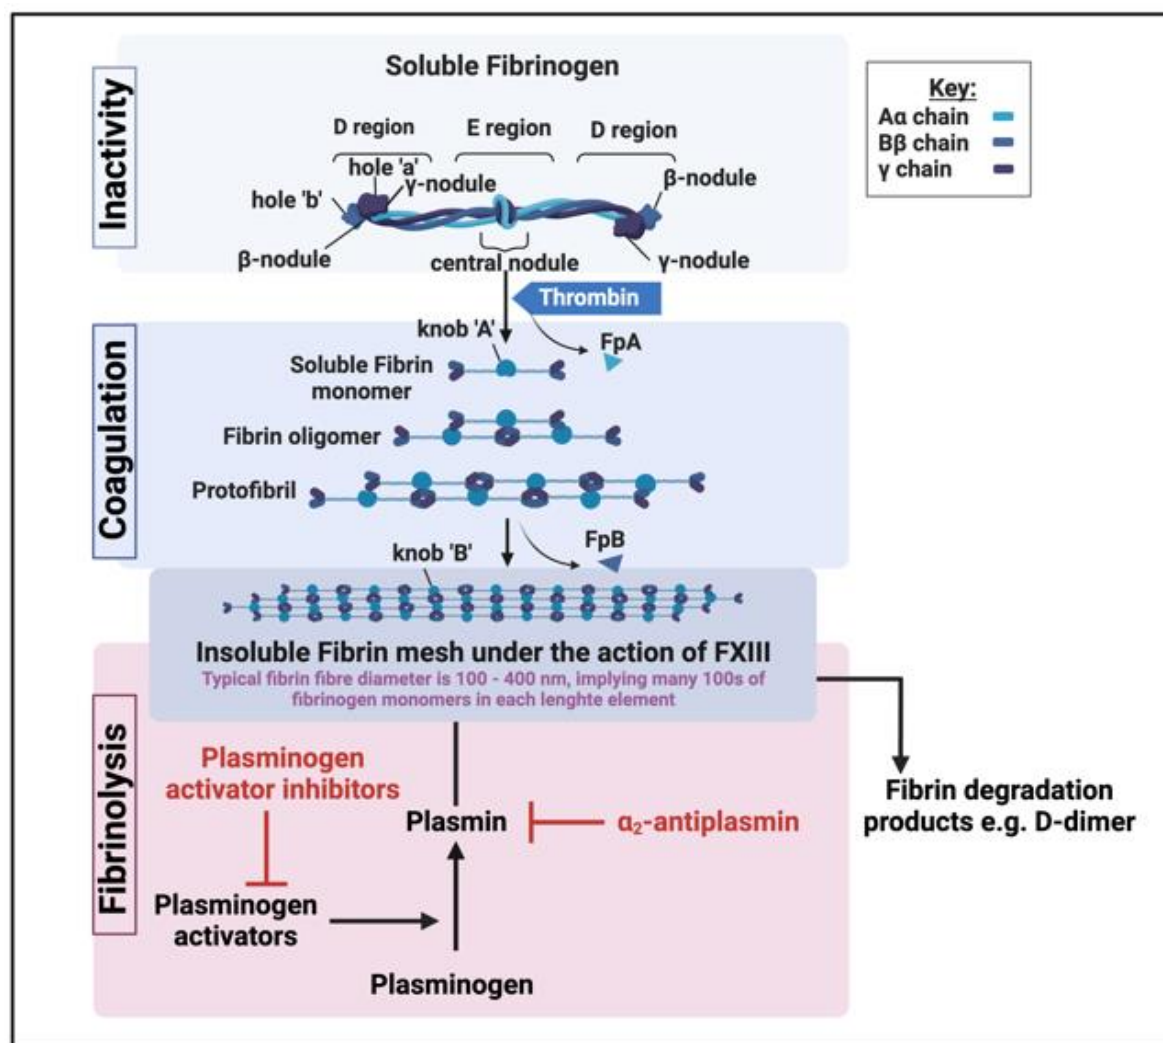 Soluble Fibrinogen
Key:
Aα chain
Bβ chain
γ chain
Inactivity
D region
E region
D region
hole 'a'
γ-nodule
β-nodule
hole 'b'
β-nodule
central nodule
γ-nodule
Thrombin
Coagulation
knob 'A'
FpA
Soluble Fibrin
monomer
Fibrin oligomer
Protofibril
FpB
knob 'B'
Insoluble Fibrin mesh under the action of FXIII
Typical fibrin fibre diameter is 100 - 400 nm, implying many 100s of
fibrinogen monomers in each lenghte element
Fibrinolysis
Plasminogen
activator inhibitors
Plasmin
α₂-antiplasmin
Fibrin degradation
products e.g. D-dimer
Plasminogen
activators
Plasminogen